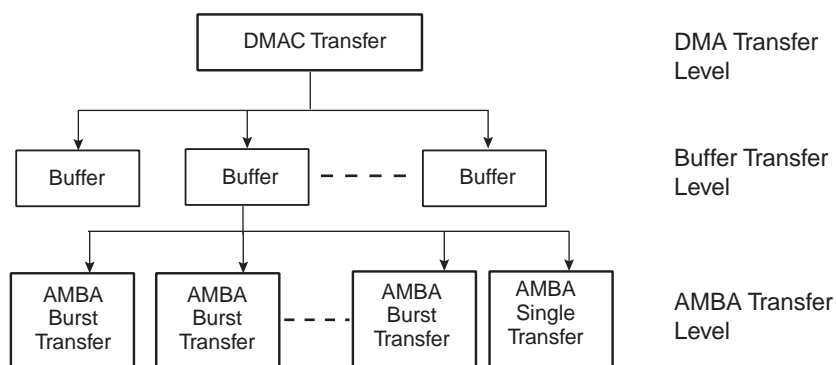 DMAC Transfer
DMA Transfer
Level
Buffer
Buffer
Buffer
Buffer Transfer
Level
AMBA
Burst
Transfer
AMBA
Burst
Transfer
AMBA
Burst
Transfer
AMBA
Single
Transfer
AMBA Transfer
Level